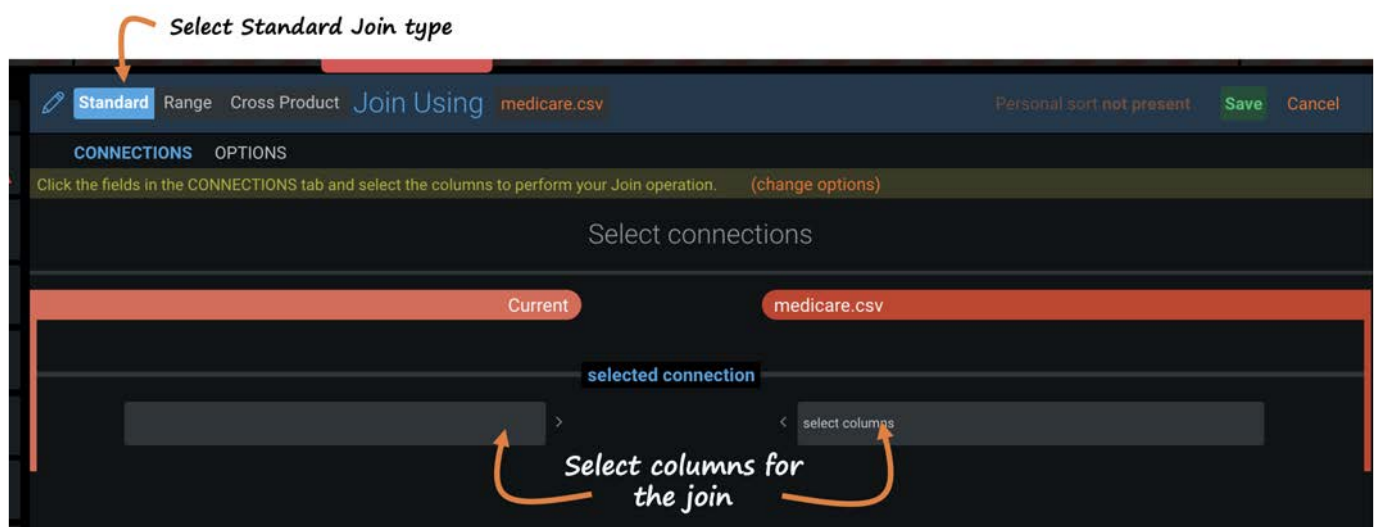 Select Standard Join type
Standard Range Cross Product Join Using medicare.csv Personal sort not present Save Cancel
CONNECTIONS OPTIONS
Click the fields in the CONNECTIONS tab and select the columns to perform your Join operation. (change options)
Select connections
Current medicare.csv
selected connection
> < select columns
Select columns for
the join